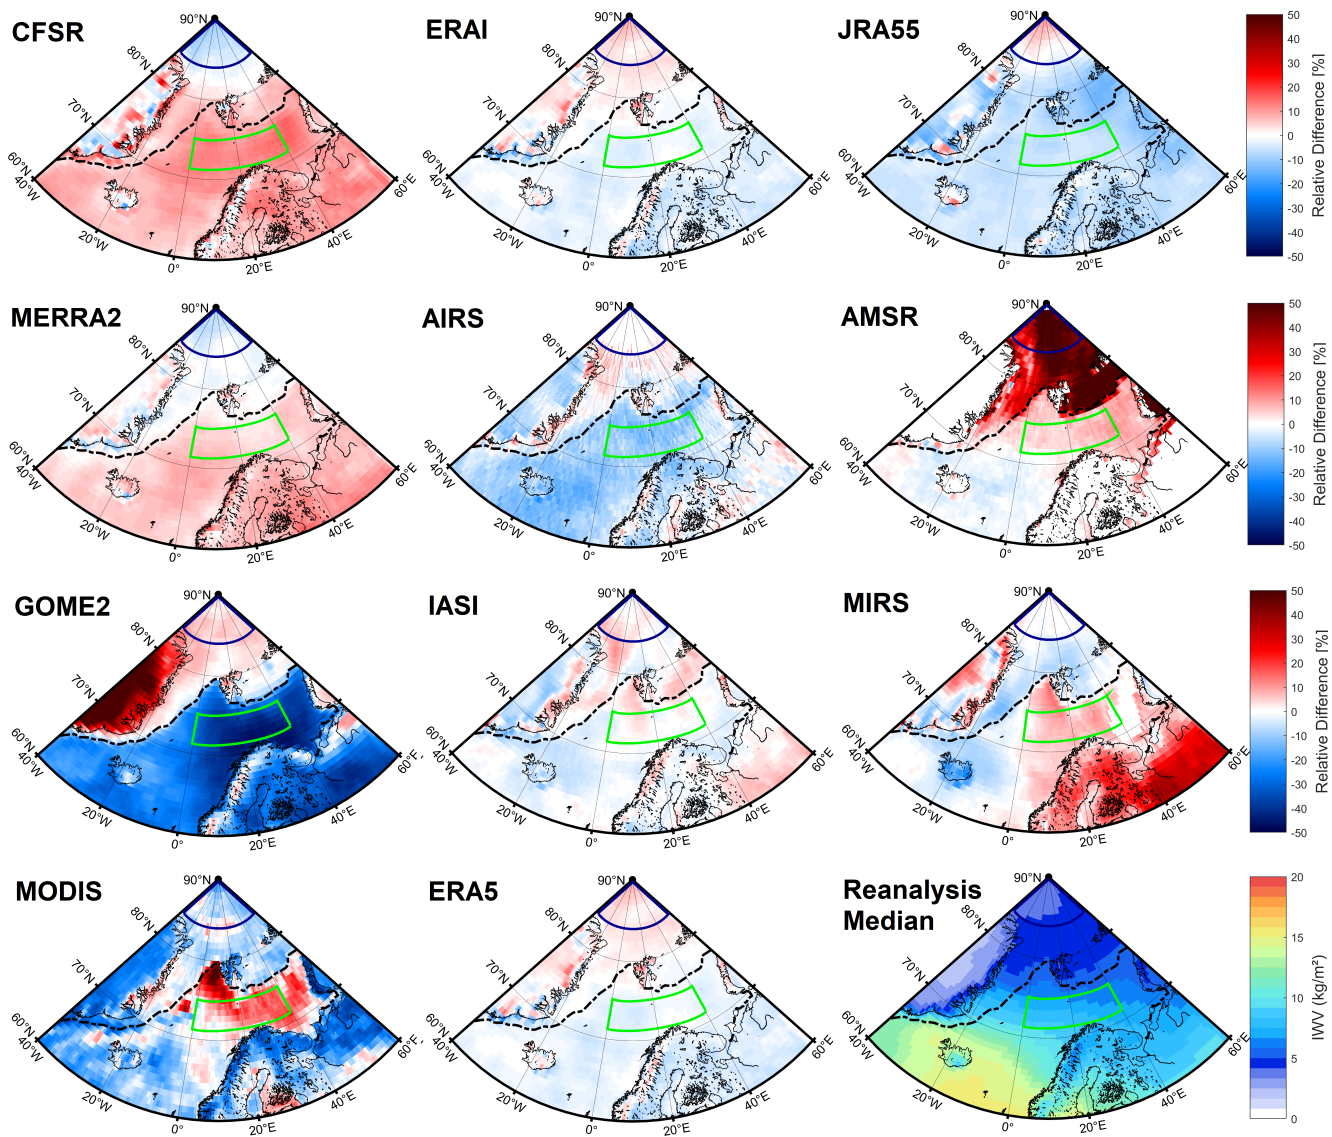 CFSR
90°N
80°N
70°N
60°N
40°W
20°W
0°
20°E
40°E
60°E
ERAI
90°N
80°N
70°N
60°N
40°W
20°W
0°
20°E
40°E
60°E
JRA55
90°N
80°N
70°N
60°N
40°W
20°W
0°
20°E
40°E
60°E
50
40
30
20
10
0
-10
-20
-30
-40
-50
Relative Difference [%]
MERRA2
90°N
80°N
70°N
60°N
40°W
20°W
0°
20°E
40°E
60°E
AIRS
90°N
80°N
70°N
60°N
40°W
20°W
0°
20°E
40°E
60°E
AMSR
90°N
80°N
70°N
60°N
40°W
20°W
0°
20°E
40°E
60°E
50
40
30
20
10
0
-10
-20
-30
-40
-50
Relative Difference [%]
GOME2
90°N
80°N
70°N
60°N
40°W
20°W
0°
20°E
40°E
60°E
IASI
90°N
80°N
70°N
60°N
40°W
20°W
0°
20°E
40°E
60°E
MIRS
90°N
80°N
70°N
60°N
40°W
20°W
0°
20°E
40°E
60°E
50
40
30
20
10
0
-10
-20
-30
-40
-50
Relative Difference [%]
MODIS
90°N
80°N
70°N
60°N
40°W
20°W
0°
20°E
40°E
60°E
ERA5
90°N
80°N
70°N
60°N
40°W
20°W
0°
20°E
40°E
60°E
Reanalysis
Median
90°N
80°N
70°N
60°N
40°W
20°W
0°
20°E
40°E
60°E
20
15
10
5
0
IWV (kg/m²)